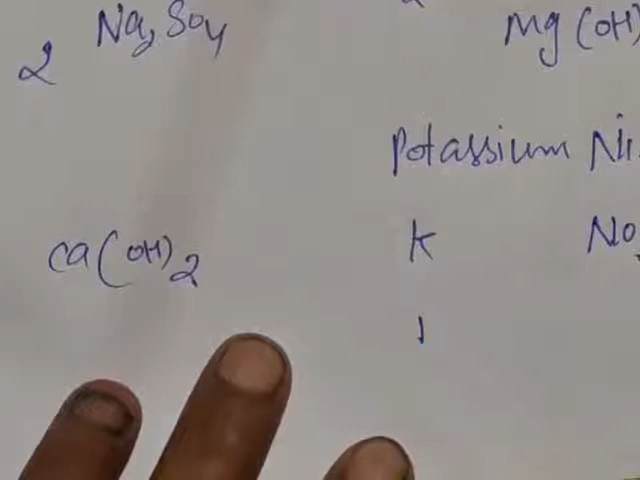 Na2SO4
2
Mg(OH)
Potassium Ni
Ca(OH)2
K NO
1